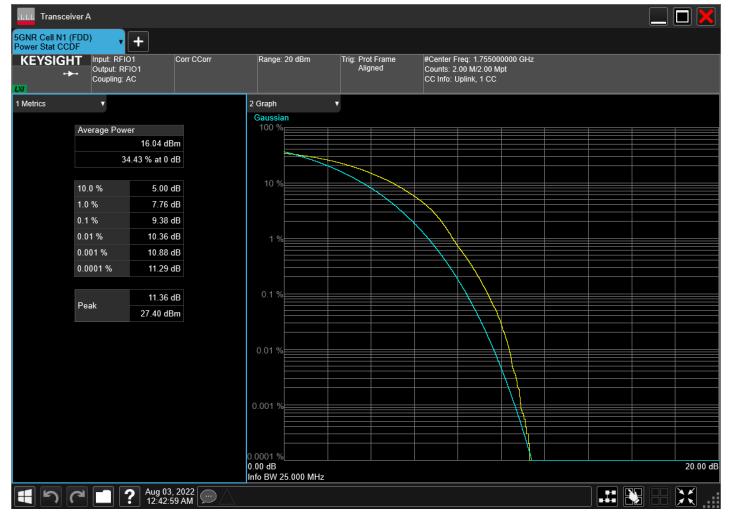 Transceiver A
5GNR Cell N1 (FDD)
Power Stat CCDF
KEYSIGHT
Input: RFIO1
Output: RFIO1
Coupling: AC
Corr CCorr
Range: 20 dBm
Trig: Prot Frame
Aligned
#Center Freq: 1.755000000 GHz
Counts: 2.00 M/2.00 Mpt
CC Info: Uplink, 1 CC
LXI
1 Metrics
Average Power
16.04 dBm
34.43 % at 0 dB
10.0 % 5.00 dB
1.0 % 7.76 dB
0.1 % 9.38 dB
0.01 % 10.36 dB
0.001 % 10.88 dB
0.0001 % 11.29 dB
Peak
11.36 dB
27.40 dBm
2 Graph
Gaussian
100 %
10 %
1 %
0.1 %
0.01 %
0.001 %
0.0001 %
0.00 dB
20.00 dB
Info BW 25.000 MHz
?
Aug 03, 2022
12:42:59 AM